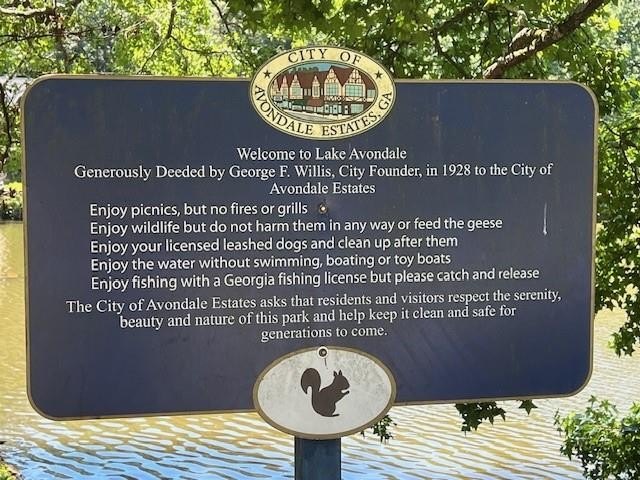 CITY OF
AVONDALE ESTATES, GA
Welcome to Lake Avondale
Generously Deeded by George F. Willis, City Founder, in 1928 to the City of
Avondale Estates
Enjoy picnics, but no fires or grills
Enjoy wildlife but do not harm them in any way or feed the geese
Enjoy your licensed leashed dogs and clean up after them
Enjoy the water without swimming, boating or toy boats
Enjoy fishing with a Georgia fishing license but please catch and release
The City of Avondale Estates asks that residents and visitors respect the serenity,
beauty and nature of this park and help keep it clean and safe for
generations to come.